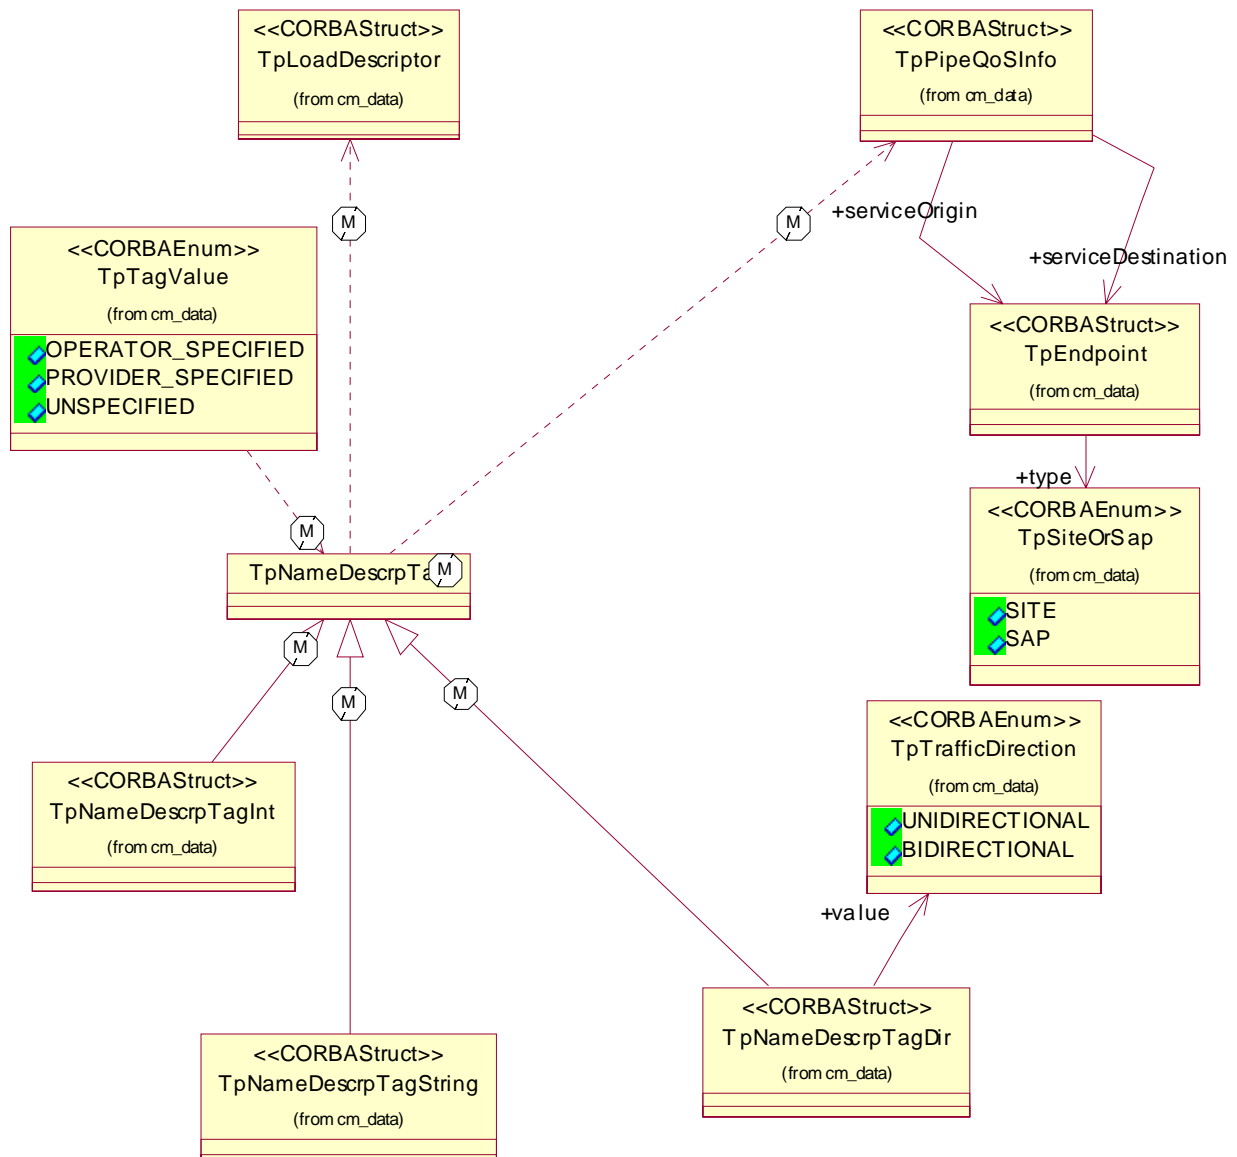 <<CORBAStruct>>
TpLoadDescriptor
(from cm_data)
<<CORBAStruct>>
TpPipeQoSInfo
(from cm_data)
M
M
+serviceOrigin
+serviceDestination
<<CORBAEnum>>
TpTagValue
(from cm_data)
OPERATOR_SPECIFIED
PROVIDER_SPECIFIED
UNSPECIFIED
<<CORBAStruct>>
TpEndpoint
(from cm_data)
+type
<<CORBAEnum>>
TpSiteOrSap
(from cm_data)
SITE
SAP
M
TpNameDescrpTa
M
M
M
M
<<CORBAEnum>>
TpTrafficDirection
(from cm_data)
UNIDIRECTIONAL
BIDIRECTIONAL
+value
<<CORBAStruct>>
TpNameDescrpTagInt
(from cm_data)
<<CORBAStruct>>
TpNameDescrpTagDir
(from cm_data)
<<CORBAStruct>>
TpNameDescrpTagString
(from cm_data)